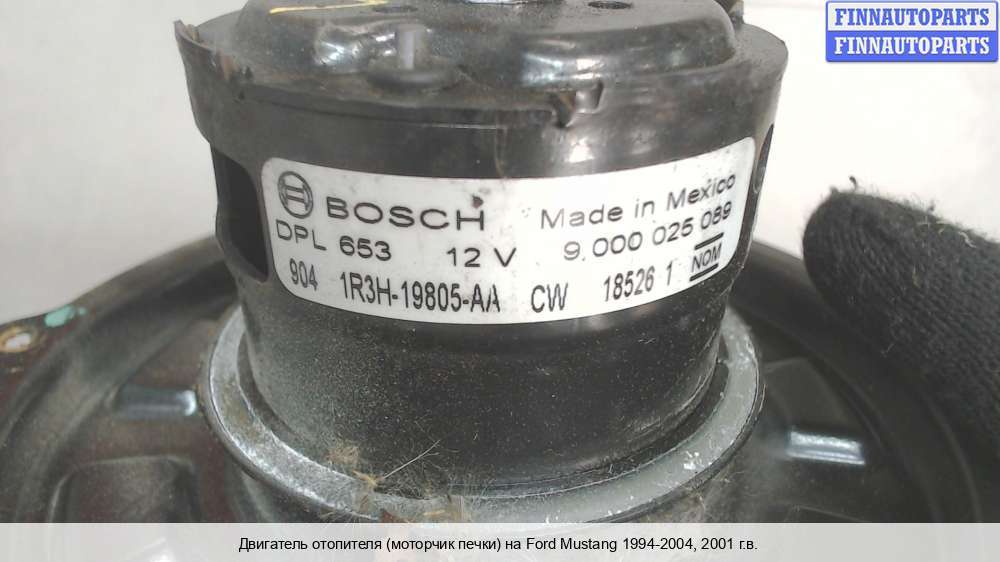 FINNAUTOPARTS
FINNAUTOPARTS
BOSCH Made in Mexico
DPL 653 12 V 9.000 025 089
904 1R3H-19805-AA CW 18526 1 NOM
Двигатель отопителя (моторчик печки) на Ford Mustang 1994-2004, 2001 г.в.